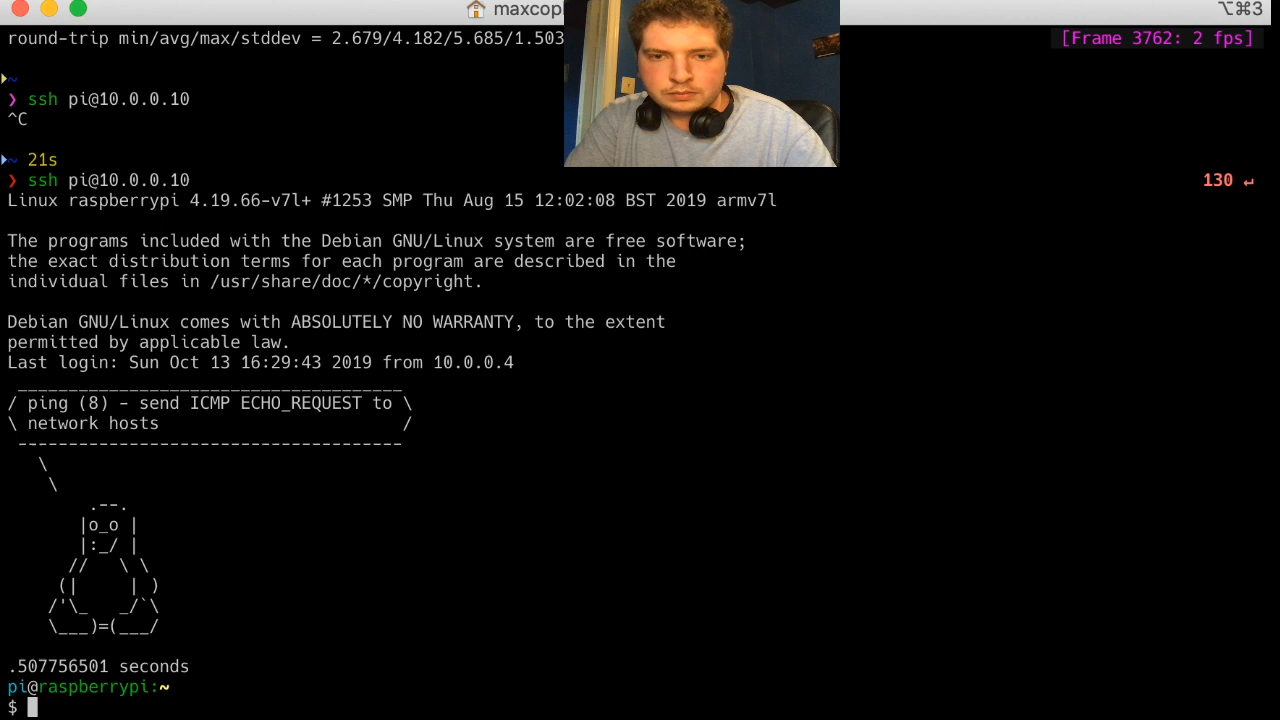 maxcopl
⌥⌘3
round-trip min/avg/max/stddev = 2.679/4.182/5.685/1.503
[Frame 3762: 2 fps]
~
❯ ssh pi@10.0.0.10
^C
~ 21s
❯ ssh pi@10.0.0.10
130 ↵
Linux raspberrypi 4.19.66-v7l+ #1253 SMP Thu Aug 15 12:02:08 BST 2019 armv7l
The programs included with the Debian GNU/Linux system are free software;
the exact distribution terms for each program are described in the
individual files in /usr/share/doc/*/copyright.
Debian GNU/Linux comes with ABSOLUTELY NO WARRANTY, to the extent
permitted by applicable law.
Last login: Sun Oct 13 16:29:43 2019 from 10.0.0.4
 ______________________________________
/ ping (8) - send ICMP ECHO_REQUEST to \
\ network hosts                        /
 --------------------------------------
   \
    \
        .--.
       |o_o |
       |:_/ |
      //   \ \
     (|     | )
    /'\_   _/`\
    \___)=(___/
.507756501 seconds
pi@raspberrypi:~
$